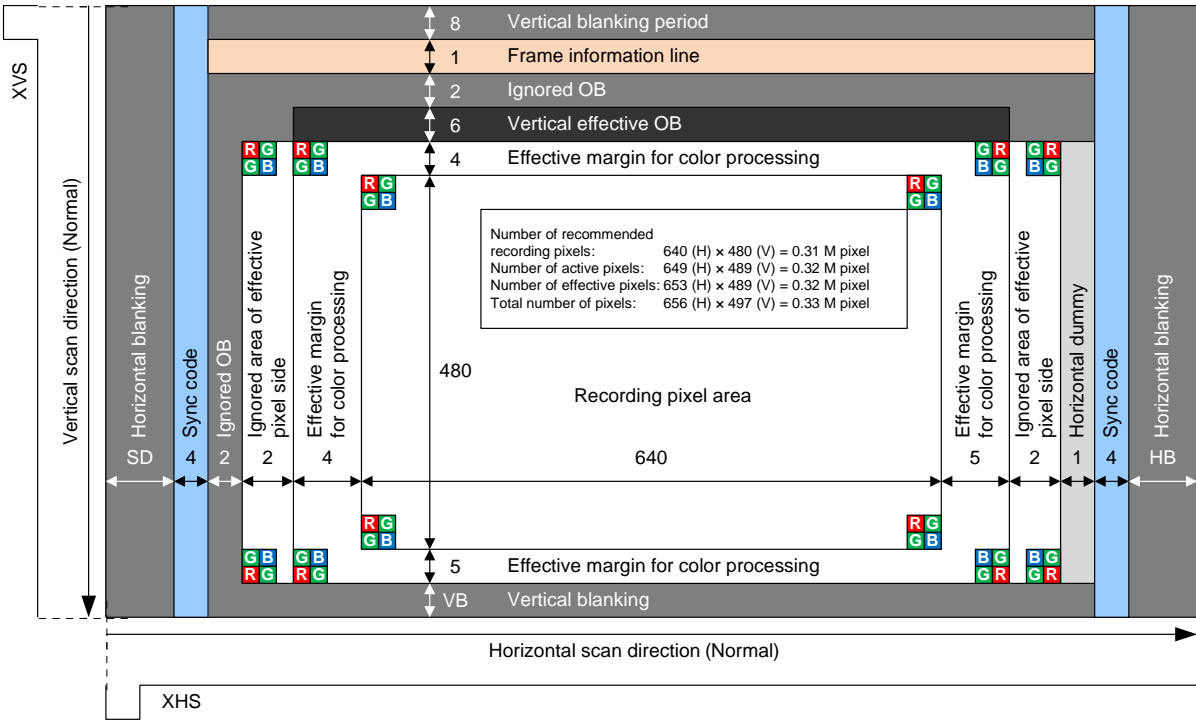 XVS
Vertical scan direction (Normal)
8 Vertical blanking period
1 Frame information line
2 Ignored OB
6 Vertical effective OB
4 Effective margin for color processing
R G R G G R G R
G B G B B G B G
R G R G
G B G B
Number of recommended
recording pixels: 640 (H) × 480 (V) = 0.31 M pixel
Number of active pixels: 649 (H) × 489 (V) = 0.32 M pixel
Number of effective pixels: 653 (H) × 489 (V) = 0.32 M pixel
Total number of pixels: 656 (H) × 497 (V) = 0.33 M pixel
Horizontal blanking
SD
Sync code
4
Ignored OB
2
Ignored area of effective
pixel side
2
Effective margin
for color processing
4
480
Recording pixel area
640
Effective margin
for color processing
5
Ignored area of effective
pixel side
2
Horizontal dummy
1
Sync code
4
Horizontal blanking
HB
R G R G
G B G B
G B G B B G B G
R G R G G R G R
5 Effective margin for color processing
VB Vertical blanking
Horizontal scan direction (Normal)
XHS